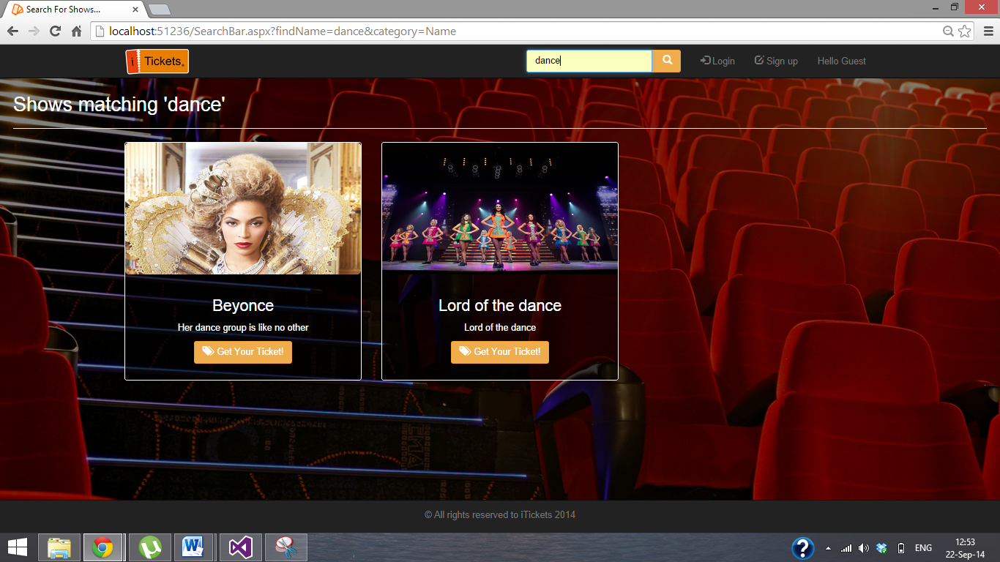 Search For Shows...
localhost:51236/SearchBar.aspx?findName=dance&category=Name
i Tickets
dance
Login
Sign up
Hello Guest
Shows matching 'dance'
Beyonce
Her dance group is like no other
Get Your Ticket!
Lord of the dance
Lord of the dance
Get Your Ticket!
© All rights reserved to iTickets 2014
ENG
12:53
22-Sep-14